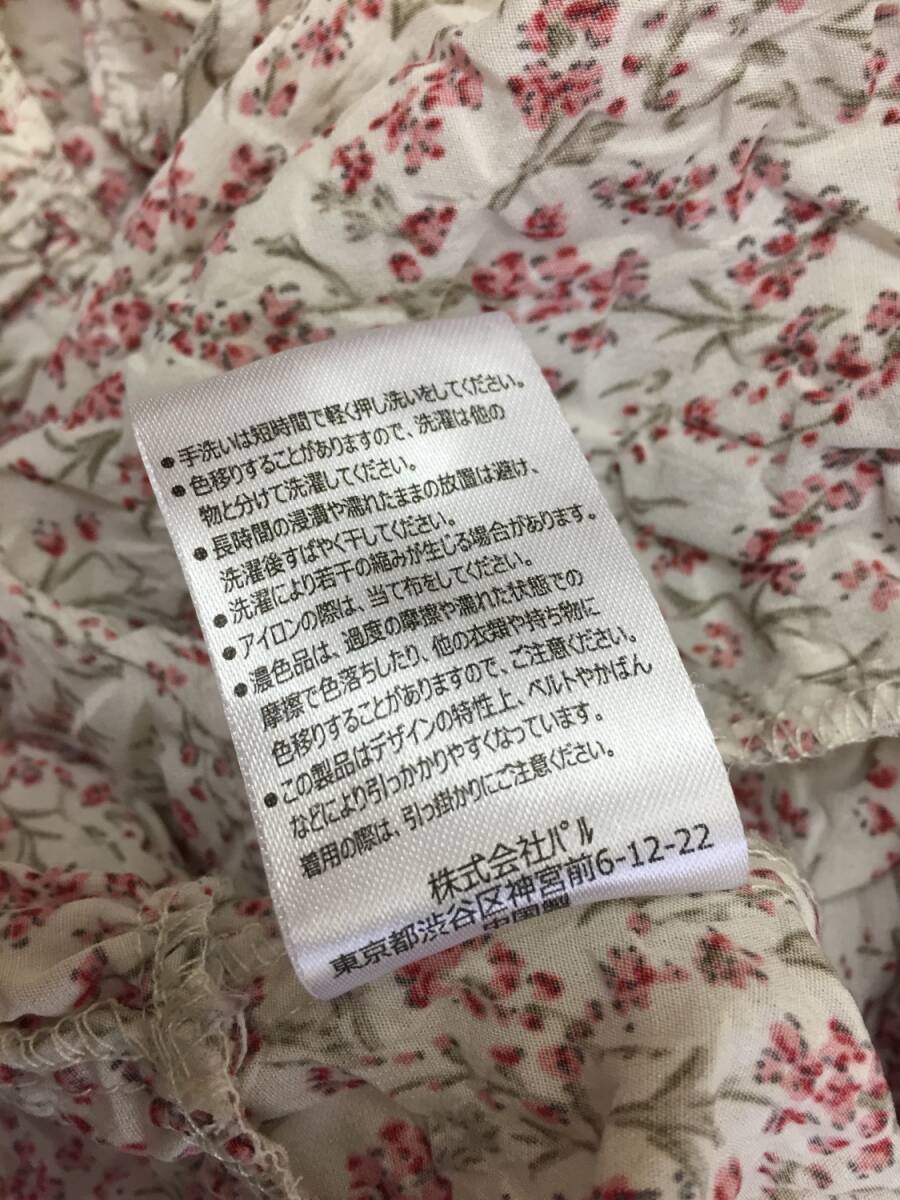 ●手洗いは短時間で軽く押し洗いをしてください。
●色移りすることがありますので、洗濯は他の
物と分けて洗濯してください。
●長時間の浸漬や濡れたままの放置は避け、
洗濯後すばやく干してください。
●洗濯により若干の縮みが生じる場合があります。
●アイロンの際は、当て布をしてください。
●濃色品は、過度の摩擦や濡れた状態での
摩擦で色落ちしたり、他の衣類や持ち物に
色移りすることがありますので、ご注意ください。
●この製品はデザインの特性上、ベルトやかばん
などにより引っかかりやすくなっています。
着用の際は、引っ掛かりにご注意ください。
株式会社パル
東京都渋谷区神宮前6-12-22
中国製